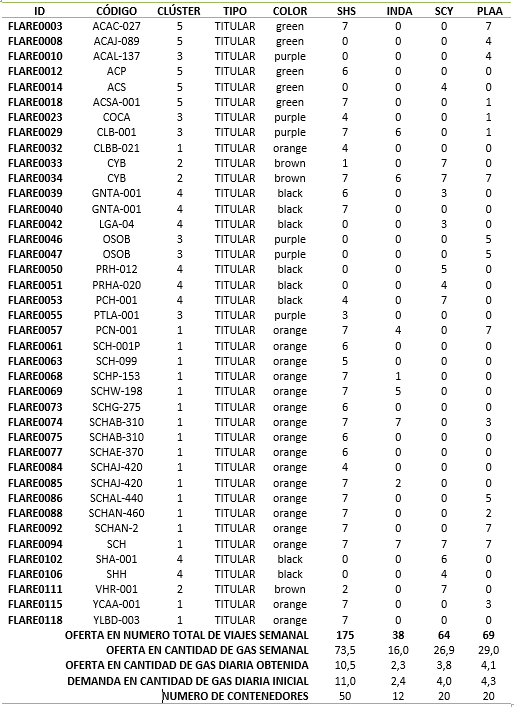 ID CÓDIGO CLÚSTER TIPO COLOR SHS INDA SCY PLAA
FLARE0003 ACAC-027 5 TITULAR green 7 0 0 7
FLARE0008 ACAJ-089 5 TITULAR green 0 0 0 4
FLARE0010 ACAL-137 3 TITULAR purple 0 0 0 4
FLARE0012 ACP 5 TITULAR green 6 0 0 0
FLARE0014 ACS 5 TITULAR green 0 0 4 0
FLARE0018 ACSA-001 5 TITULAR green 7 0 0 1
FLARE0023 COCA 3 TITULAR purple 4 0 0 1
FLARE0029 CLB-001 3 TITULAR purple 7 6 0 1
FLARE0032 CLBB-021 1 TITULAR orange 4 0 0 0
FLARE0033 CYB 2 TITULAR brown 1 0 7 0
FLARE0034 CYB 2 TITULAR brown 7 6 7 7
FLARE0039 GNTA-001 4 TITULAR black 6 0 3 0
FLARE0040 GNTA-001 4 TITULAR black 7 0 0 0
FLARE0042 LGA-04 4 TITULAR black 0 0 3 0
FLARE0046 OSOB 3 TITULAR purple 0 0 0 5
FLARE0047 OSOB 3 TITULAR purple 0 0 0 5
FLARE0050 PRH-012 4 TITULAR black 0 0 5 0
FLARE0051 PRHA-020 4 TITULAR black 0 0 4 0
FLARE0053 PCH-001 4 TITULAR black 4 0 7 0
FLARE0055 PTLA-001 3 TITULAR purple 3 0 0 0
FLARE0057 PCN-001 1 TITULAR orange 7 4 0 7
FLARE0061 SCH-001P 1 TITULAR orange 6 0 0 0
FLARE0063 SCH-099 1 TITULAR orange 5 0 0 0
FLARE0068 SCHP-153 1 TITULAR orange 7 1 0 0
FLARE0069 SCHW-198 1 TITULAR orange 7 5 0 0
FLARE0073 SCHG-275 1 TITULAR orange 6 0 0 0
FLARE0074 SCHAB-310 1 TITULAR orange 7 7 0 3
FLARE0075 SCHAB-310 1 TITULAR orange 6 0 0 0
FLARE0077 SCHAE-370 1 TITULAR orange 6 0 0 0
FLARE0084 SCHAJ-420 1 TITULAR orange 4 0 0 0
FLARE0085 SCHAJ-420 1 TITULAR orange 7 2 0 0
FLARE0086 SCHAL-440 1 TITULAR orange 7 0 0 5
FLARE0088 SCHAN-460 1 TITULAR orange 7 0 0 2
FLARE0092 SCHAN-2 1 TITULAR orange 7 0 0 7
FLARE0094 SCH 1 TITULAR orange 7 7 7 7
FLARE0102 SHA-001 4 TITULAR black 0 0 6 0
FLARE0106 SHH 4 TITULAR black 0 0 4 0
FLARE0111 VHR-001 2 TITULAR brown 2 0 7 0
FLARE0115 YCAA-001 1 TITULAR orange 7 0 0 3
FLARE0118 YLBD-003 1 TITULAR orange 7 0 0 0
OFERTA EN NUMERO TOTAL DE VIAJES SEMANAL 175 38 64 69
OFERTA EN CANTIDAD DE GAS SEMANAL 73,5 16,0 26,9 29,0
OFERTA EN CANTIDAD DE GAS DIARIA OBTENIDA 10,5 2,3 3,8 4,1
DEMANDA EN CANTIDAD DE GAS DIARIA INICIAL 11,0 2,4 4,0 4,3
NUMERO DE CONTENEDORES 50 12 20 20